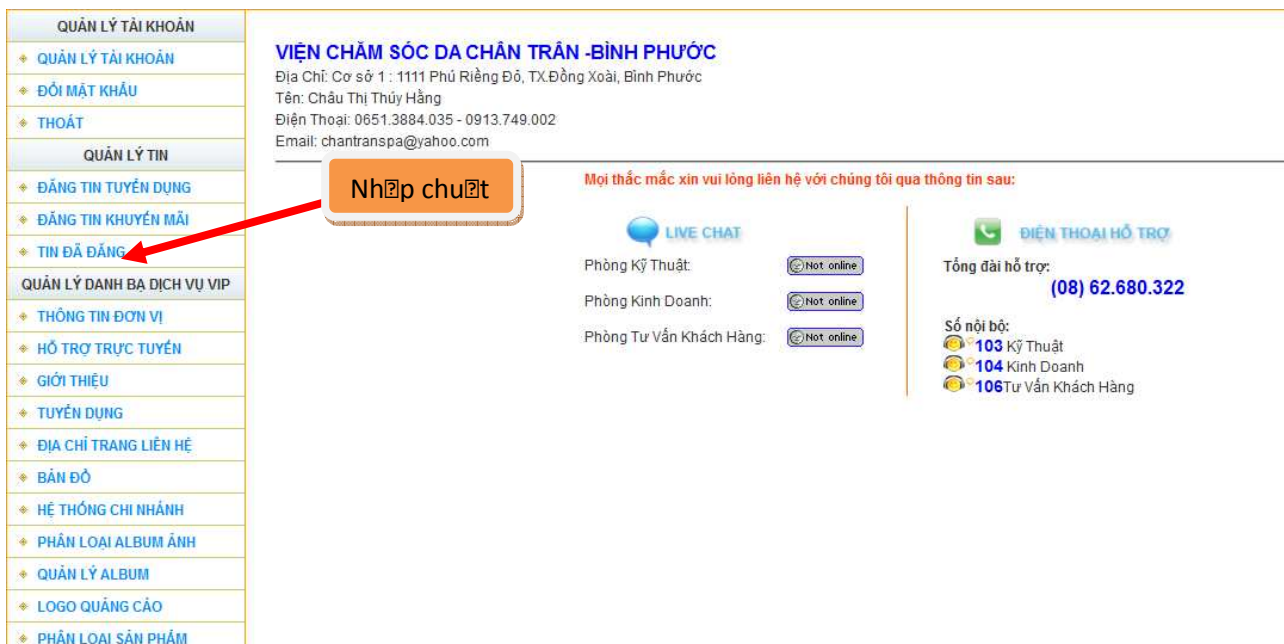 QUẢN LÝ TÀI KHOẢN
QUẢN LÝ TÀI KHOẢN
ĐỔI MẬT KHẨU
THOÁT
QUẢN LÝ TIN
ĐĂNG TIN TUYỂN DỤNG
ĐĂNG TIN KHUYẾN MÃI
TIN ĐÃ ĐĂNG
QUẢN LÝ DANH BẠ DỊCH VỤ VIP
THÔNG TIN ĐƠN VỊ
HỖ TRỢ TRỰC TUYẾN
GIỚI THIỆU
TUYỂN DỤNG
ĐỊA CHỈ TRANG LIÊN HỆ
BẢN ĐỒ
HỆ THỐNG CHI NHÁNH
PHÂN LOẠI ALBUM ẢNH
QUẢN LÝ ALBUM
LOGO QUẢNG CÁO
PHÂN LOẠI SẢN PHẨM
VIỆN CHĂM SÓC DA CHÂN TRÂN -BÌNH PHƯỚC
Địa Chỉ: Cơ sở 1 : 1111 Phú Riềng Đỏ, TX.Đồng Xoài, Bình Phước
Tên: Châu Thị Thúy Hằng
Điện Thoại: 0651.3884.035 - 0913.749.002
Email: chantranspa@yahoo.com
Nh�p chu�t
Mọi thắc mắc xin vui lòng liên hệ với chúng tôi qua thông tin sau:
LIVE CHAT
Phòng Kỹ Thuật: Not online
Phòng Kinh Doanh: Not online
Phòng Tư Vấn Khách Hàng: Not online
ĐIỆN THOẠI HỖ TRỢ
Tổng đài hỗ trợ:
(08) 62.680.322
Số nội bộ:
103 Kỹ Thuật
104 Kinh Doanh
106Tư Vấn Khách Hàng